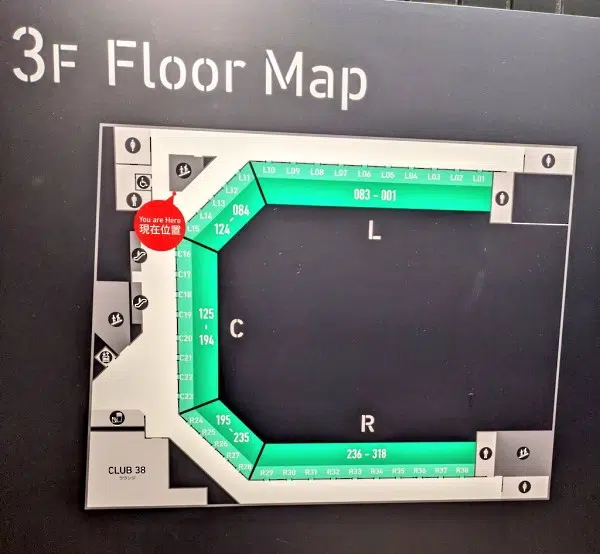 3F Floor Map
L10 L09 L08 L07 L06 L05 L04 L03 L02 L01
083 - 001
L11
L12
L13
L14
L15
084
-
124
L
You are Here
現在位置
C16
C17
C18
C19
C20
C21
C22
C23
125
-
194
C
R24
R25
R26
R27
R28
195
-
235
R
236 - 318
R29 R30 R31 R32 R33 R34 R35 R36 R37 R38
CLUB 38
ラウンジ